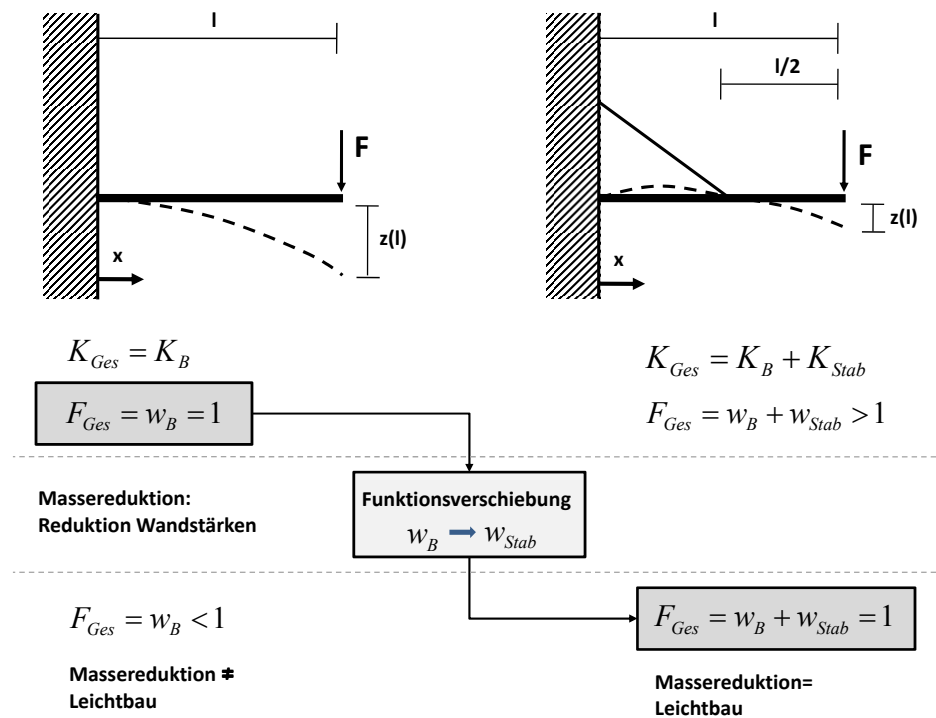 l
l
l/2
F
F
z(l)
z(l)
x
x
K_Ges = K_B
K_Ges = K_B + K_Stab
F_Ges = w_B = 1
F_Ges = w_B + w_Stab > 1
Massereduktion:
Reduktion Wandstärken
Funktionsverschiebung
w_B → w_Stab
F_Ges = w_B < 1
F_Ges = w_B + w_Stab = 1
Massereduktion ≠
Leichtbau
Massereduktion=
Leichtbau